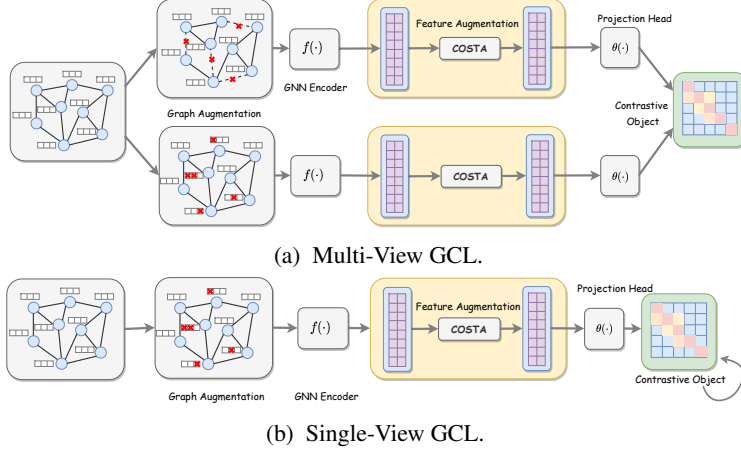 Feature Augmentation
Projection Head
f(·)
COSTA
θ(·)
GNN Encoder
Graph Augmentation
Contrastive
Object
f(·)
COSTA
θ(·)
(a) Multi-View GCL.
Projection Head
Feature Augmentation
f(·)
COSTA
θ(·)
Graph Augmentation
GNN Encoder
Contrastive Object
(b) Single-View GCL.